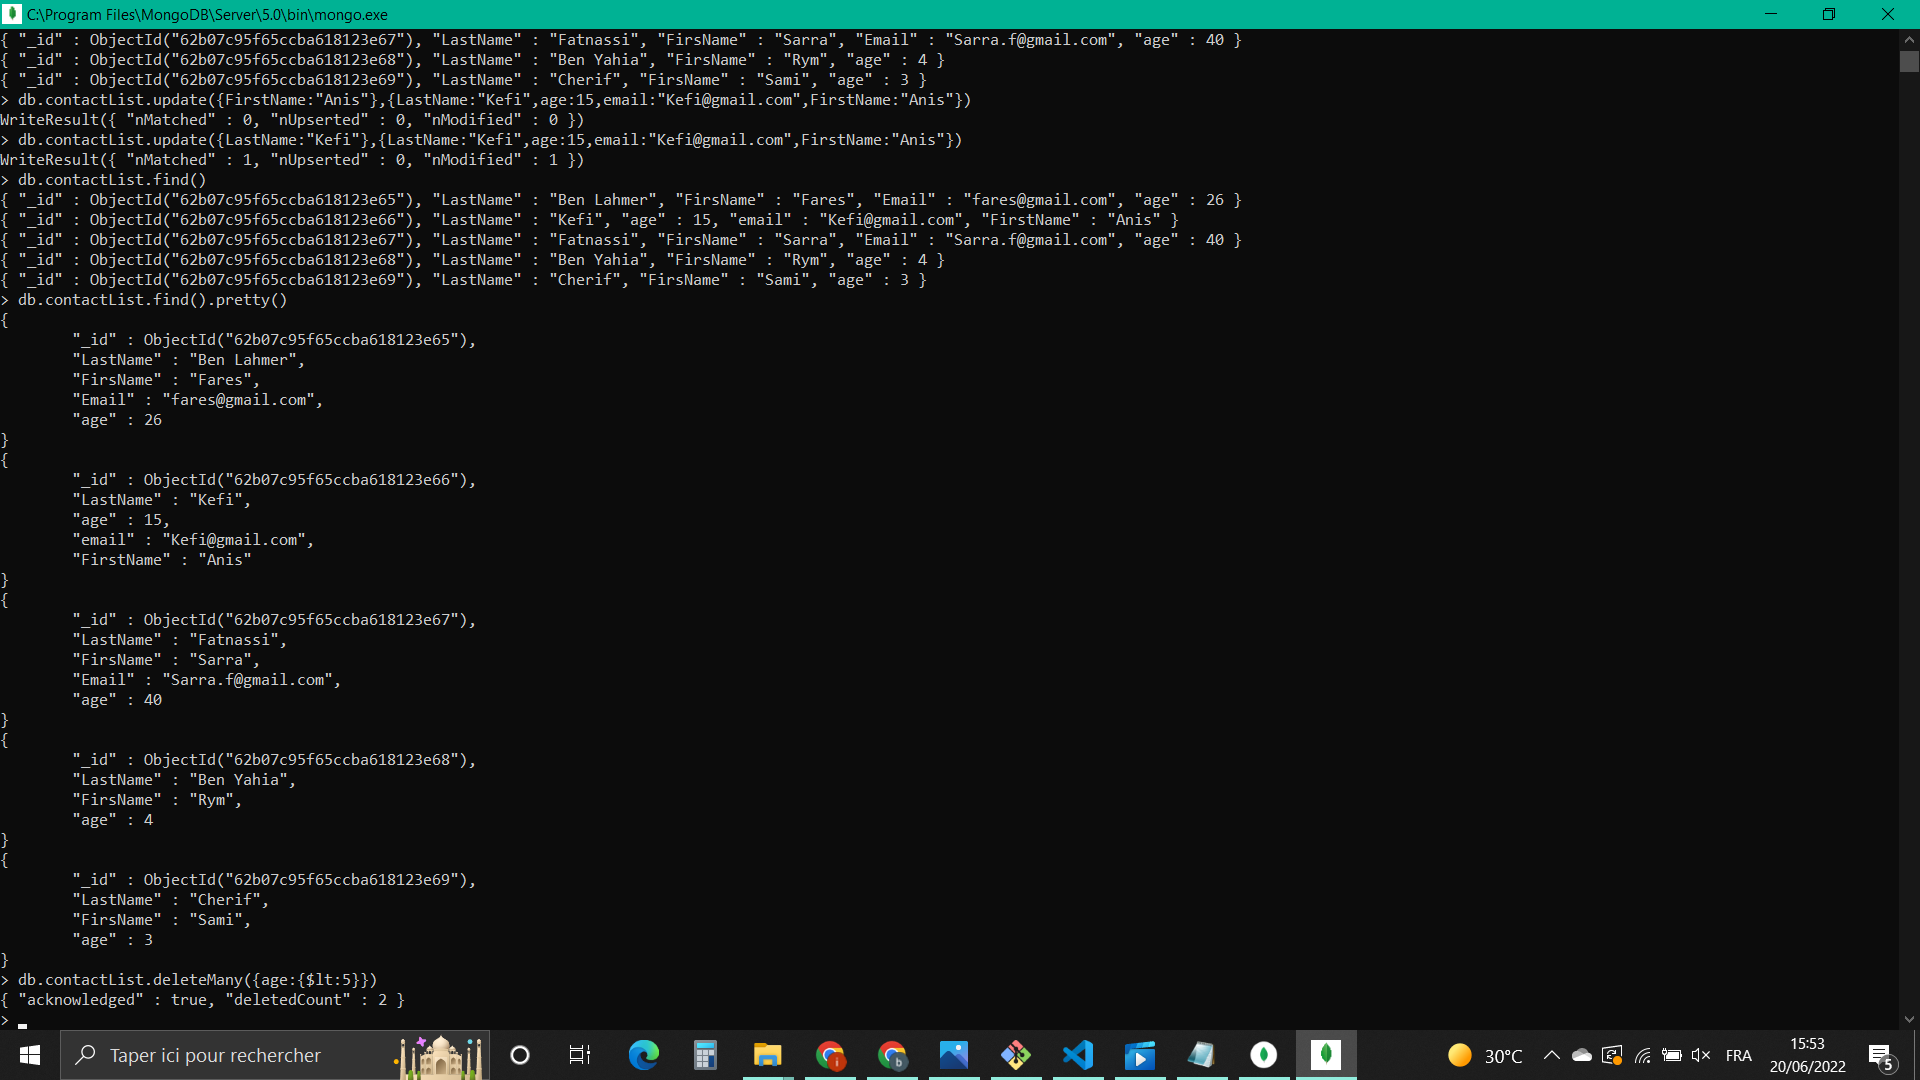 C:\Program Files\MongoDB\Server\5.0\bin\mongo.exe
{ "_id" : ObjectId("62b07c95f65ccba618123e67"), "LastName" : "Fatnassi", "FirsName" : "Sarra", "Email" : "Sarra.f@gmail.com", "age" : 40 }
{ "_id" : ObjectId("62b07c95f65ccba618123e68"), "LastName" : "Ben Yahia", "FirsName" : "Rym", "age" : 4 }
{ "_id" : ObjectId("62b07c95f65ccba618123e69"), "LastName" : "Cherif", "FirsName" : "Sami", "age" : 3 }
> db.contactList.update({FirstName:"Anis"},{LastName:"Kefi",age:15,email:"Kefi@gmail.com",FirstName:"Anis"})
WriteResult({ "nMatched" : 0, "nUpserted" : 0, "nModified" : 0 })
> db.contactList.update({LastName:"Kefi"},{LastName:"Kefi",age:15,email:"Kefi@gmail.com",FirstName:"Anis"})
WriteResult({ "nMatched" : 1, "nUpserted" : 0, "nModified" : 1 })
> db.contactList.find()
{ "_id" : ObjectId("62b07c95f65ccba618123e65"), "LastName" : "Ben Lahmer", "FirsName" : "Fares", "Email" : "fares@gmail.com", "age" : 26 }
{ "_id" : ObjectId("62b07c95f65ccba618123e66"), "LastName" : "Kefi", "age" : 15, "email" : "Kefi@gmail.com", "FirstName" : "Anis" }
{ "_id" : ObjectId("62b07c95f65ccba618123e67"), "LastName" : "Fatnassi", "FirsName" : "Sarra", "Email" : "Sarra.f@gmail.com", "age" : 40 }
{ "_id" : ObjectId("62b07c95f65ccba618123e68"), "LastName" : "Ben Yahia", "FirsName" : "Rym", "age" : 4 }
{ "_id" : ObjectId("62b07c95f65ccba618123e69"), "LastName" : "Cherif", "FirsName" : "Sami", "age" : 3 }
> db.contactList.find().pretty()
{
"_id" : ObjectId("62b07c95f65ccba618123e65"),
"LastName" : "Ben Lahmer",
"FirsName" : "Fares",
"Email" : "fares@gmail.com",
"age" : 26
}
{
"_id" : ObjectId("62b07c95f65ccba618123e66"),
"LastName" : "Kefi",
"age" : 15,
"email" : "Kefi@gmail.com",
"FirstName" : "Anis"
}
{
"_id" : ObjectId("62b07c95f65ccba618123e67"),
"LastName" : "Fatnassi",
"FirsName" : "Sarra",
"Email" : "Sarra.f@gmail.com",
"age" : 40
}
{
"_id" : ObjectId("62b07c95f65ccba618123e68"),
"LastName" : "Ben Yahia",
"FirsName" : "Rym",
"age" : 4
}
{
"_id" : ObjectId("62b07c95f65ccba618123e69"),
"LastName" : "Cherif",
"FirsName" : "Sami",
"age" : 3
}
> db.contactList.deleteMany({age:{$lt:5}})
{ "acknowledged" : true, "deletedCount" : 2 }
>
Taper ici pour rechercher
30°C
FRA
15:53
20/06/2022
5